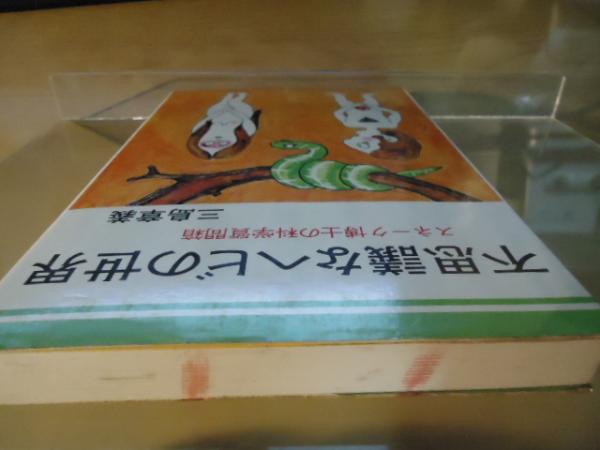 不思議なヘビの世界
スネーク博士の科学質問箱
三島章義